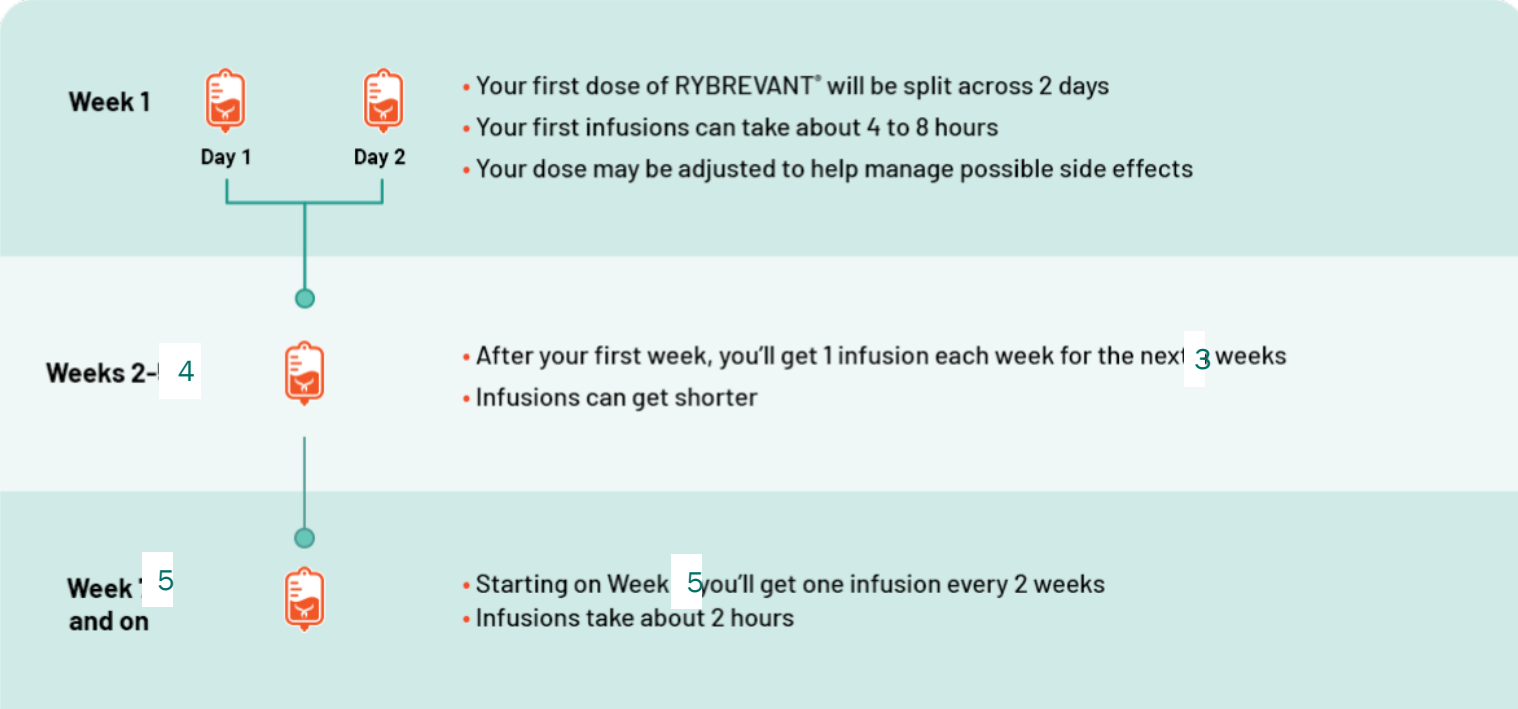 Week 1
Day 1
Day 2
• Your first dose of RYBREVANT® will be split across 2 days
• Your first infusions can take about 4 to 8 hours
• Your dose may be adjusted to help manage possible side effects
Weeks 2- 4
• After your first week, you'll get 1 infusion each week for the next 3 weeks
• Infusions can get shorter
Week 5
and on
• Starting on Week 5 you'll get one infusion every 2 weeks
• Infusions take about 2 hours